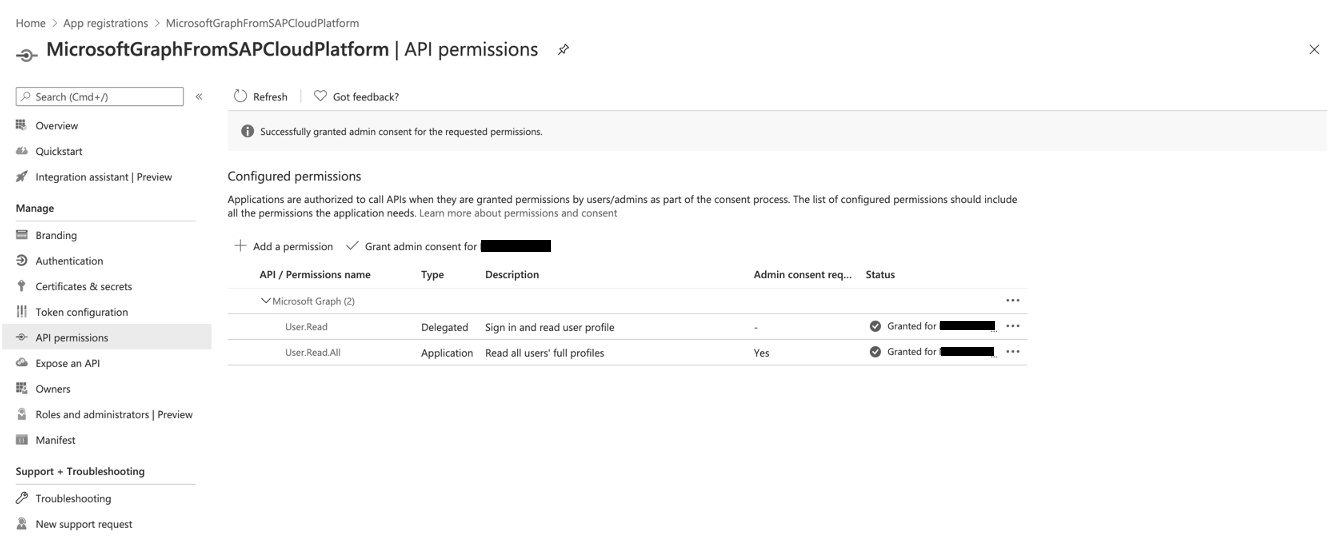 Home > App registrations > MicrosoftGraphFromSAPCloudPlatform
MicrosoftGraphFromSAPCloudPlatform | API permissions
Search (Cmd+/)
«
Refresh
Got feedback?
Overview
Quickstart
Integration assistant | Preview
Manage
Branding
Authentication
Certificates & secrets
Token configuration
API permissions
Expose an API
Owners
Roles and administrators | Preview
Manifest
Support + Troubleshooting
Troubleshooting
New support request
Successfully granted admin consent for the requested permissions.
Configured permissions
Applications are authorized to call APIs when they are granted permissions by users/admins as part of the consent process. The list of configured permissions should include
all the permissions the application needs. Learn more about permissions and consent
Add a permission Grant admin consent for
API / Permissions name Type Description Admin consent req... Status
Microsoft Graph (2) ...
User.Read Delegated Sign in and read user profile - Granted for ... ...
User.Read.All Application Read all users' full profiles Yes Granted for ... ...